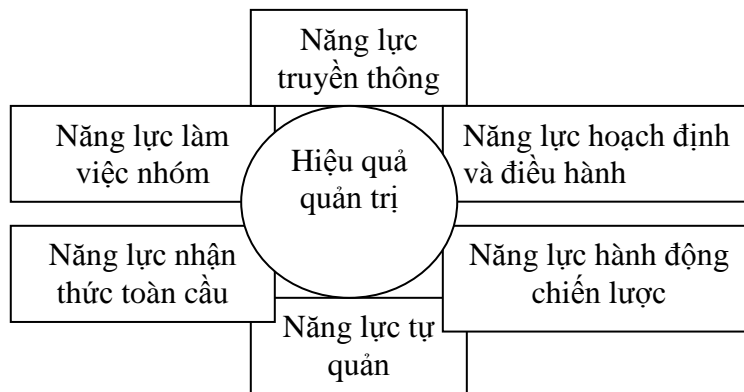 Năng lực
truyền thông
Năng lực làm
việc nhóm
Hiệu quả
quản trị
Năng lực hoạch định
và điều hành
Năng lực nhận
thức toàn cầu
Năng lực hành động
chiến lược
Năng lực tự
quản